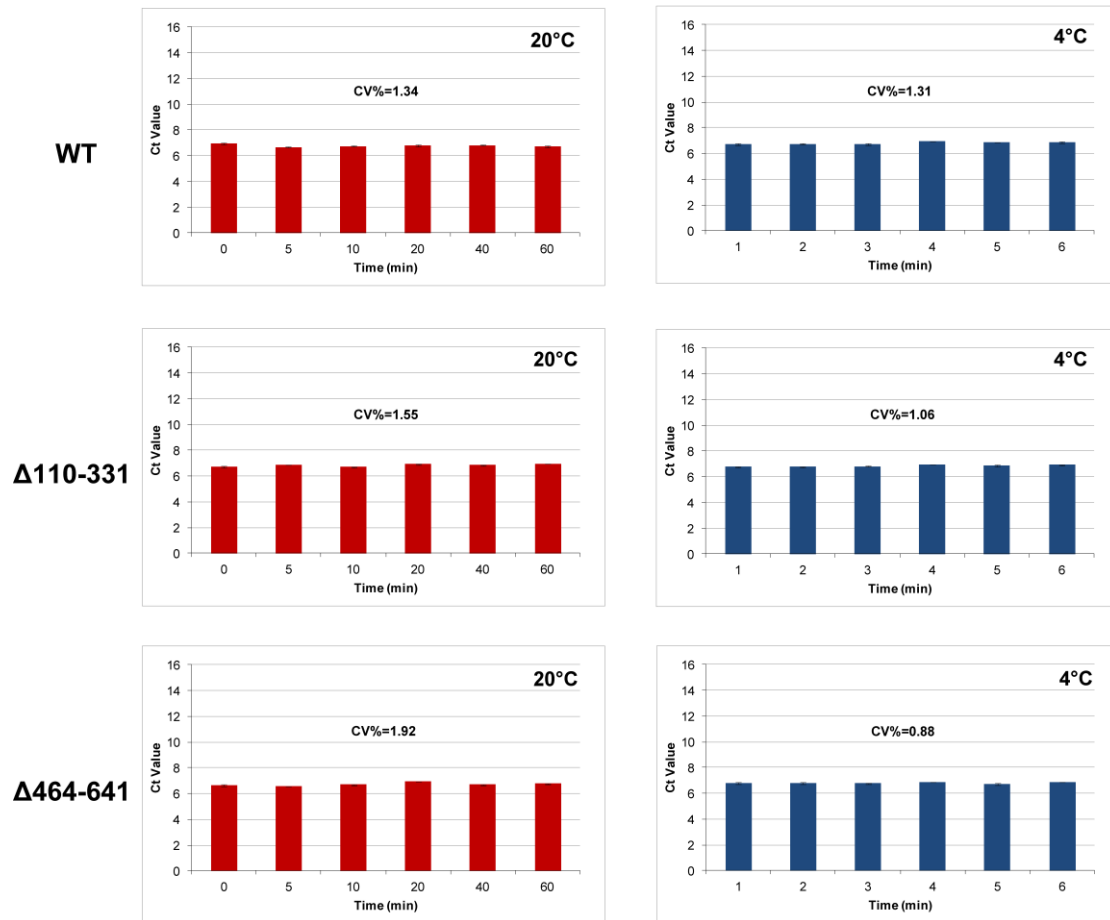 20°C
16
14
12
10
8
6
4
2
0
Ct Value
CV%=1.34
0 5 10 20 40 60
Time (min)
4°C
16
14
12
10
8
6
4
2
0
Ct Value
CV%=1.31
1 2 3 4 5 6
Time (min)
WT
20°C
16
14
12
10
8
6
4
2
0
Ct Value
CV%=1.55
0 5 10 20 40 60
Time (min)
4°C
16
14
12
10
8
6
4
2
0
Ct Value
CV%=1.06
1 2 3 4 5 6
Time (min)
Δ110-331
20°C
16
14
12
10
8
6
4
2
0
Ct Value
CV%=1.92
0 5 10 20 40 60
Time (min)
4°C
16
14
12
10
8
6
4
2
0
Ct Value
CV%=0.88
1 2 3 4 5 6
Time (min)
Δ464-641